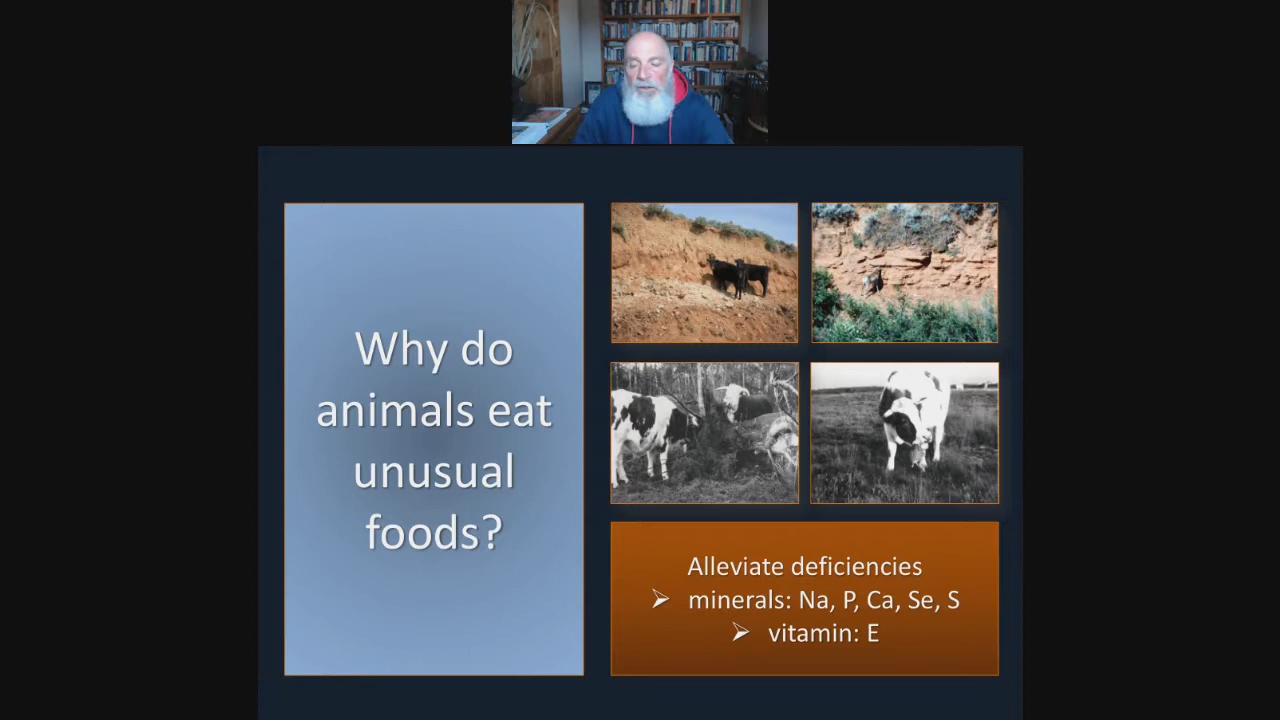 Why do
animals eat
unusual
foods?
Alleviate deficiencies
➢ minerals: Na, P, Ca, Se, S
➢ vitamin: E